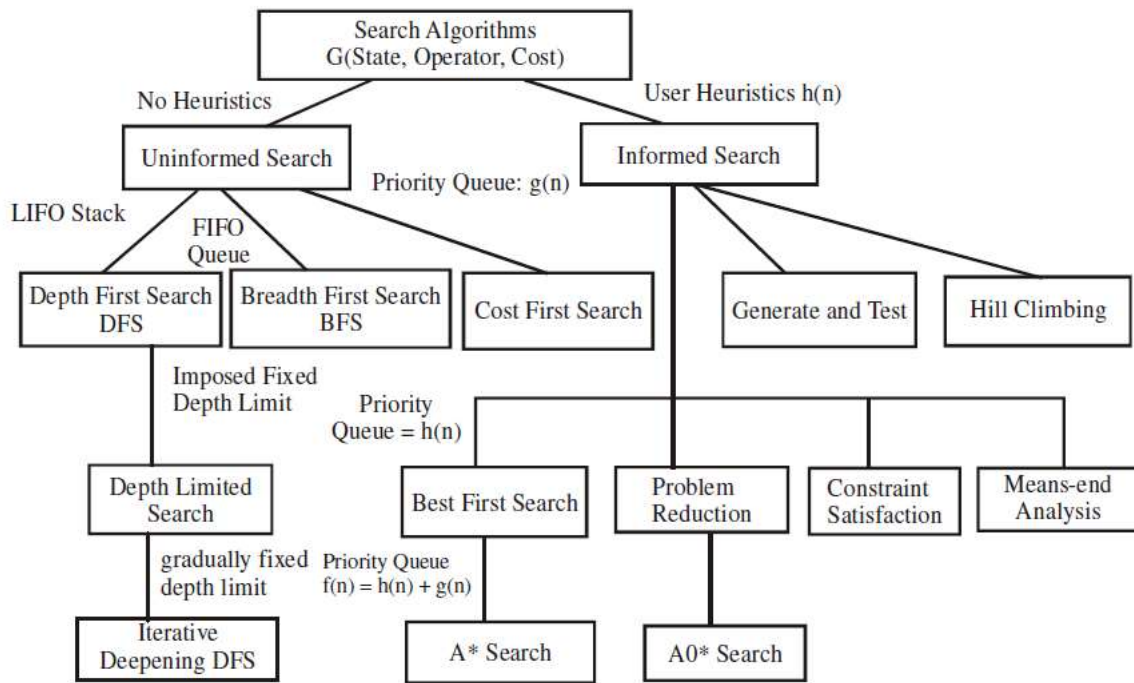 Search Algorithms
G(State, Operator, Cost)
No Heuristics
User Heuristics h(n)
Uninformed Search
Informed Search
Priority Queue: g(n)
LIFO Stack
FIFO
Queue
Depth First Search
DFS
Breadth First Search
BFS
Cost First Search
Generate and Test
Hill Climbing
Imposed Fixed
Depth Limit
Priority
Queue = h(n)
Depth Limited
Search
Best First Search
Problem
Reduction
Constraint
Satisfaction
Means-end
Analysis
gradually fixed
depth limit
Priority Queue
f(n) = h(n) + g(n)
Iterative
Deepening DFS
A* Search
A0* Search